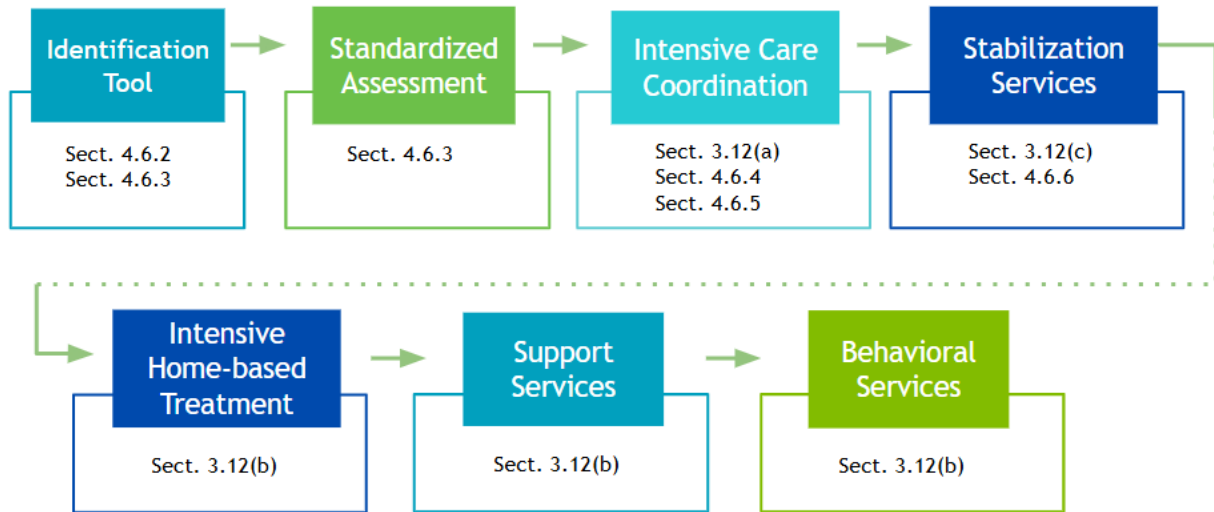 Identification
Tool
Sect. 4.6.2
Sect. 4.6.3
Standardized
Assessment
Sect. 4.6.3
Intensive Care
Coordination
Sect. 3.12(a)
Sect. 4.6.4
Sect. 4.6.5
Stabilization
Services
Sect. 3.12(c)
Sect. 4.6.6
Intensive
Home-based
Treatment
Sect. 3.12(b)
Support
Services
Sect. 3.12(b)
Behavioral
Services
Sect. 3.12(b)